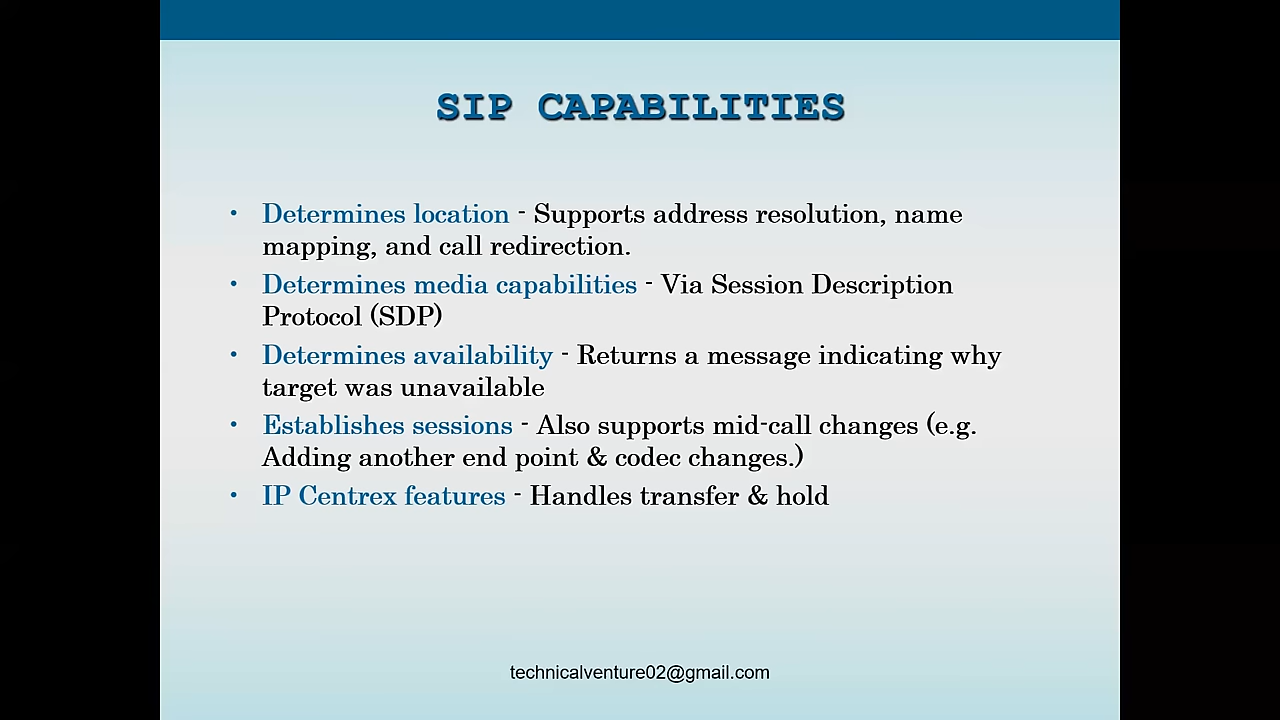 SIP CAPABILITIES
• Determines location - Supports address resolution, name
mapping, and call redirection.
• Determines media capabilities - Via Session Description
Protocol (SDP)
• Determines availability - Returns a message indicating why
target was unavailable
• Establishes sessions - Also supports mid-call changes (e.g.
Adding another end point & codec changes.)
• IP Centrex features - Handles transfer & hold
technicalventure02@gmail.com